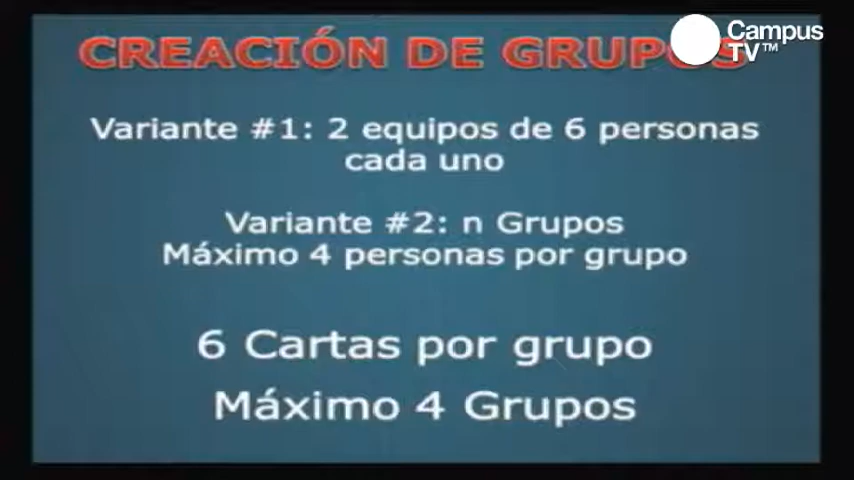 CREACIÓN DE GRUPOS
Campus
TV™
Variante #1: 2 equipos de 6 personas
cada uno
Variante #2: n Grupos
Máximo 4 personas por grupo
6 Cartas por grupo
Máximo 4 Grupos